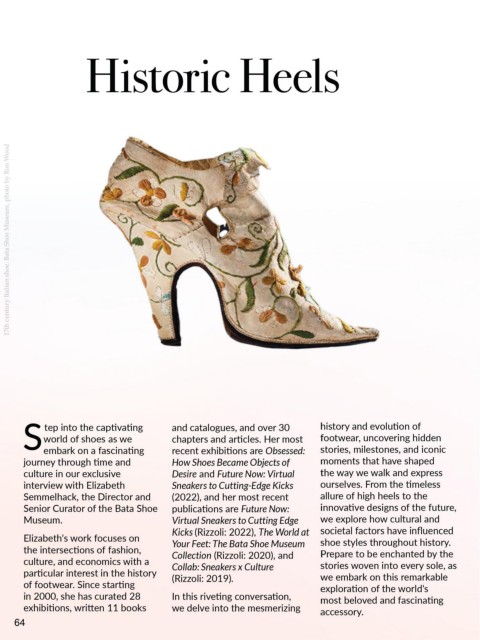 Historic Heels
17th century Italian shoe. Bata Shoe Museum, photo by Ron Wood
Step into the captivating
world of shoes as we
embark on a fascinating
journey through time and
culture in our exclusive
interview with Elizabeth
Semmelhack, the Director and
Senior Curator of the Bata Shoe
Museum.
Elizabeth's work focuses on
the intersections of fashion,
culture, and economics with a
particular interest in the history
of footwear. Since starting
in 2000, she has curated 28
exhibitions, written 11 books
and catalogues, and over 30
chapters and articles. Her most
recent exhibitions are Obsessed:
How Shoes Became Objects of
Desire and Future Now: Virtual
Sneakers to Cutting-Edge Kicks
(2022), and her most recent
publications are Future Now:
Virtual Sneakers to Cutting Edge
Kicks (Rizzoli: 2022), The World at
Your Feet: The Bata Shoe Museum
Collection (Rizzoli: 2020), and
Collab: Sneakers x Culture
(Rizzoli: 2019).
In this riveting conversation,
we delve into the mesmerizing
history and evolution of
footwear, uncovering hidden
stories, milestones, and iconic
moments that have shaped
the way we walk and express
ourselves. From the timeless
allure of high heels to the
innovative designs of the future,
we explore how cultural and
societal factors have influenced
shoe styles throughout history.
Prepare to be enchanted by the
stories woven into every sole, as
we embark on this remarkable
exploration of the world's
most beloved and fascinating
accessory.
64